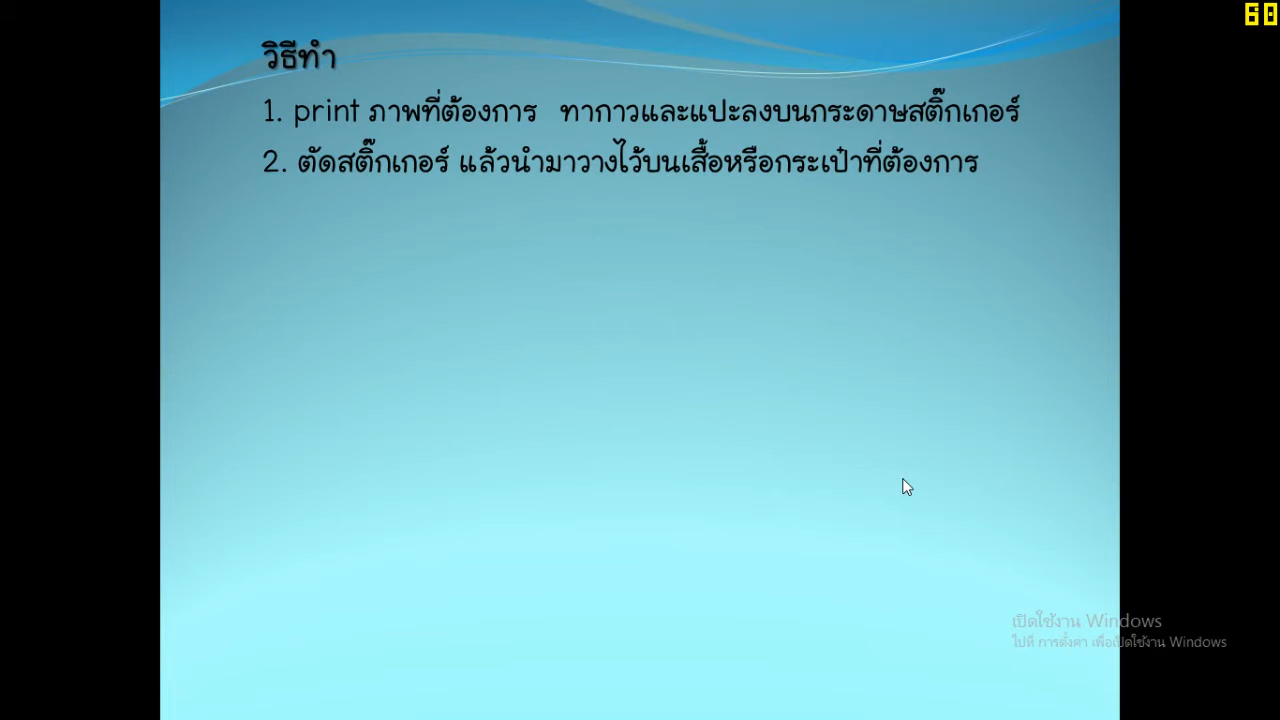 60
วิธีทำ
1. print ภาพที่ต้องการ ทากาวและแปะลงบนกระดาษสติ๊กเกอร์
2. ตัดสติ๊กเกอร์ แล้วนำมาวางไว้บนเสื้อหรือกระเป๋าที่ต้องการ
เปิดใช้งาน Windows
ไปที่ การตั้งค่า เพื่อเปิดใช้งาน Windows